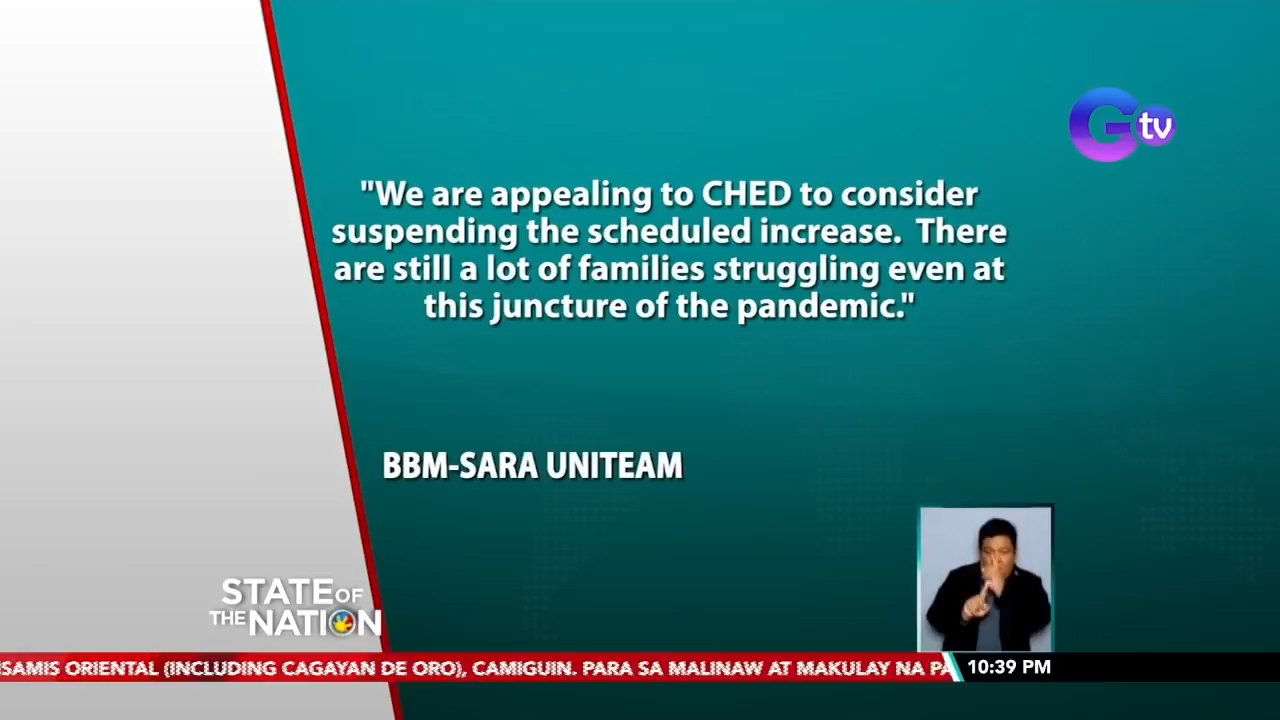 Gtv
"We are appealing to CHED to consider
suspending the scheduled increase.  There
are still a lot of families struggling even at
this juncture of the pandemic."
BBM-SARA UNITEAM
STATE OF
THE NATION
ISAMIS ORIENTAL (INCLUDING CAGAYAN DE ORO), CAMIGUIN. PARA SA MALINAW AT MAKULAY NA PA
10:39 PM